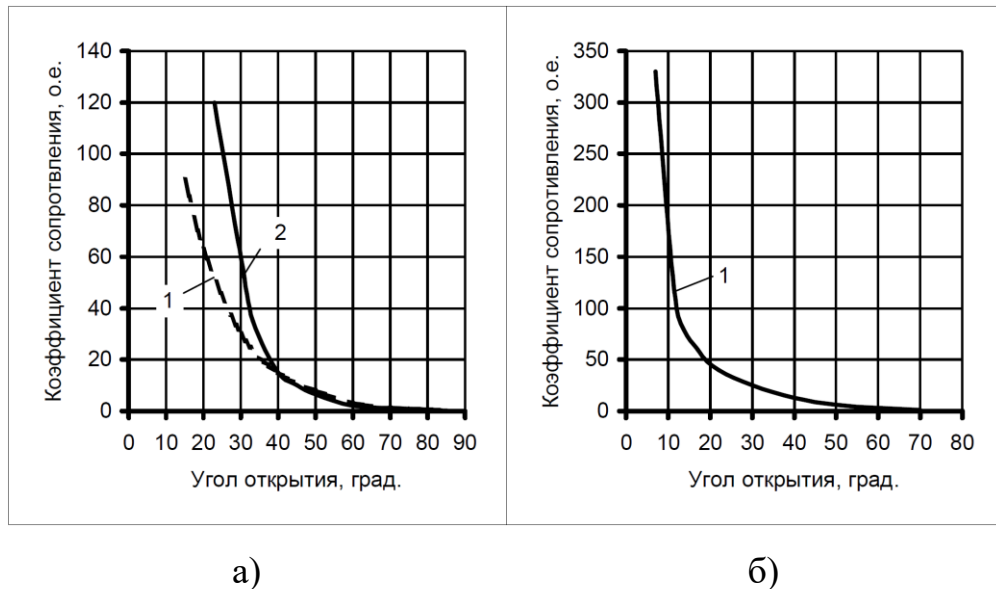 Коэффициент сопротвления, о.е.
140
120
100
80
60
40
20
0
1
2
0 10 20 30 40 50 60 70 80 90
Угол открытия, град.
Коэффициент сопротивления, о.е.
350
300
250
200
150
100
50
0
1
0 10 20 30 40 50 60 70 80
Угол открытия, град.
а)
б)